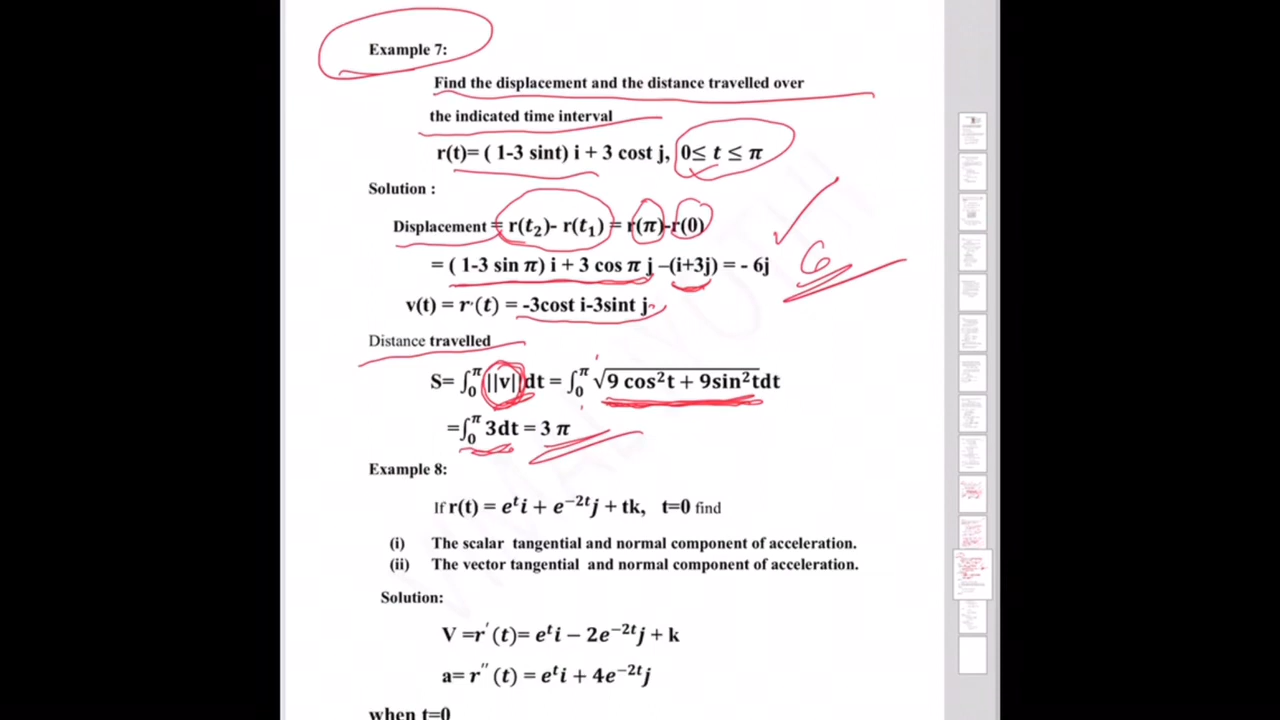 Example 7:
Find the displacement and the distance travelled over
the indicated time interval
r(t)= ( 1-3 sint) i + 3 cost j, 0≤ t ≤ π
Solution :
Displacement = r(t₂)- r(t₁) = r(π)-r(0)
= ( 1-3 sin π) i + 3 cos π j –(i+3j) = - 6j 6
v(t) = r·(t) = -3cost i-3sint j
Distance travelled
S= ∫₀^π ||v||dt = ∫₀^π √9 cos²t + 9sin²tdt
=∫₀^π 3dt = 3 π
Example 8:
If r(t) = eᵗi + e⁻²ᵗj + tk, t=0 find
(i) The scalar tangential and normal component of acceleration.
(ii) The vector tangential and normal component of acceleration.
Solution:
V =r′(t)= eᵗi − 2e⁻²ᵗj + k
a= r″ (t) = eᵗi + 4e⁻²ᵗj
when t=0